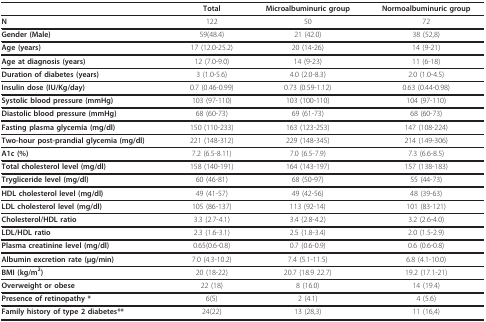 Total Microalbuminuric group Normoalbuminuric group
N 122 50 72
Gender (Male) 59(48.4) 21 (42.0) 38 (52,8)
Age (years) 17 (12.0-25.2) 20 (14-26) 14 (9-21)
Age at diagnosis (years) 12 (7.0-9.0) 14 (9-23) 11 (6-18)
Duration of diabetes (years) 3 (1.0-5.6) 4.0 (2.0-8.3) 2.0 (1.0-4.5)
Insulin dose (IU/Kg/day) 0.7 (0.46-0.99) 0.73 (0.59-1.12) 0.63 (0.44-0.98)
Systolic blood pressure (mmHg) 103 (97-110) 103 (100-110) 104 (97-110)
Diastolic blood pressure (mmHg) 68 (60-73) 69 (61-73) 68 (60-73)
Fasting plasma glycemia (mg/dl) 150 (110-233) 163 (123-253) 147 (108-224)
Two-hour post-prandial glycemia (mg/dl) 221 (148-312) 229 (148-345) 214 (149-306)
A1c (%) 7.2 (6.5-8.11) 7.0 (6.5-7.9) 7.3 (6.6-8.5)
Total cholesterol level (mg/dl) 158 (140-191) 164 (143-197) 157 (138-183)
Trygliceride level (mg/dl) 60 (46-81) 68 (50-97) 55 (44-73)
HDL cholesterol level (mg/dl) 49 (41-57) 49 (42-56) 48 (39-63)
LDL cholesterol level (mg/dl) 105 (86-137) 113 (92-14) 101 (83-121)
Cholesterol/HDL ratio 3.3 (2.7-4.1) 3.4 (2.8-4.2) 3.2 (2.6-4.0)
LDL/HDL ratio 2.3 (1.6-3.1) 2.5 (1.8-3.4) 2.0 (1.5-2.9)
Plasma creatinine level (mg/dl) 0.65(0.6-0.8) 0.7 (0.6-0.9) 0.6 (0.6-0.8)
Albumin excretion rate (μg/min) 7.0 (4.3-10.2) 7.4 (5.1-11.5) 6.8 (4.1-10.0)
BMI (kg/m²) 20 (18-22) 20.7 (18.9 22.7) 19.2 (17.1-21)
Overweight or obese 22 (18) 8 (16.0) 14 (19.4)
Presence of retinopathy * 6(5) 2 (4.1) 4 (5.6)
Family history of type 2 diabetes** 24(22) 13 (28,3) 11 (16,4)